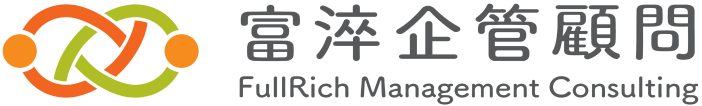 富淬企管顧問
FullRich Management Consulting